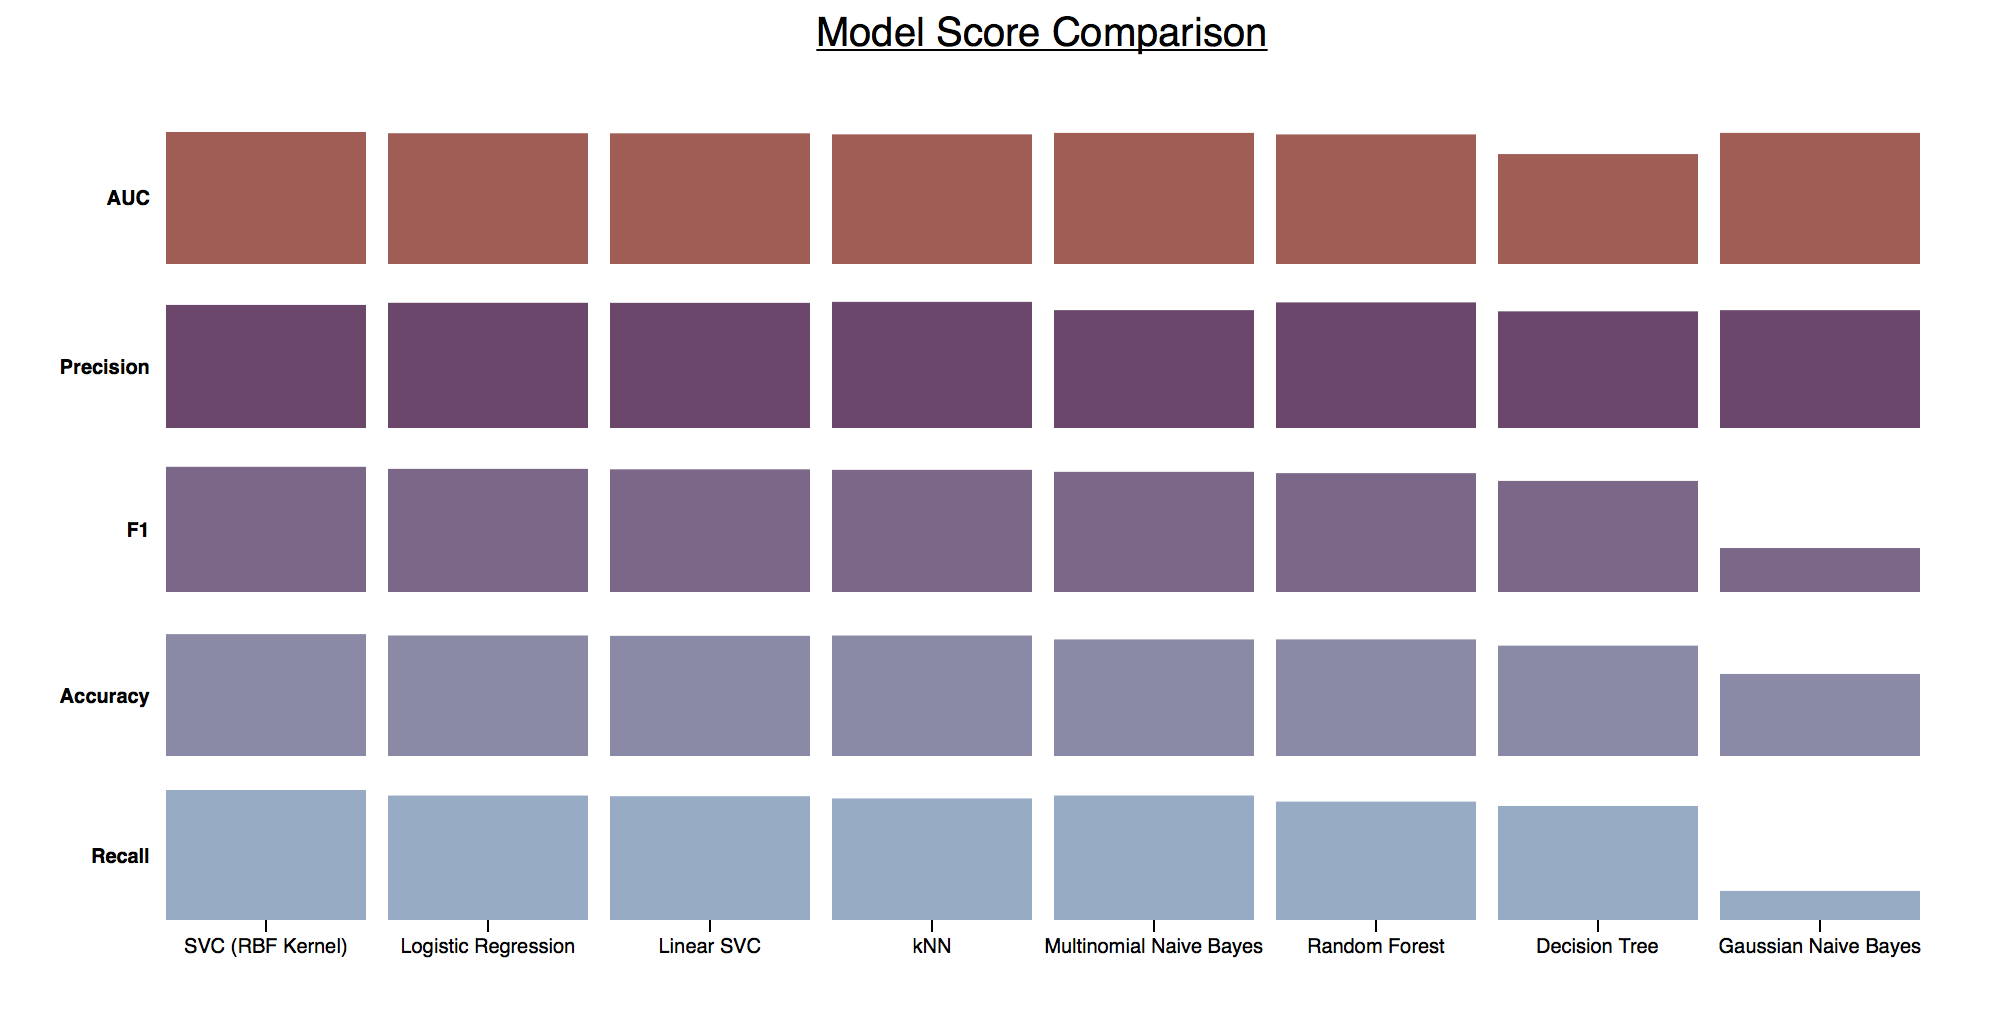 Model Score Comparison
AUC
Precision
F1
Accuracy
Recall
SVC (RBF Kernel) Logistic Regression Linear SVC kNN Multinomial Naive Bayes Random Forest Decision Tree Gaussian Naive Bayes